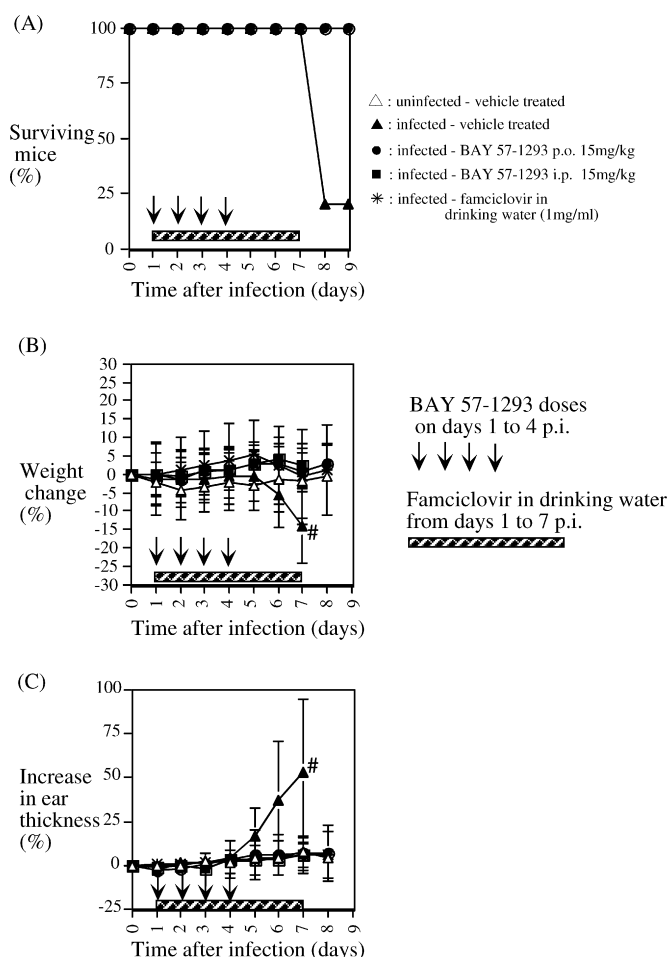 (A)
100
75
50
25
0
Surviving
mice
(%)
0 1 2 3 4 5 6 7 8 9
Time after infection (days)
△ : uninfected - vehicle treated
▲ : infected - vehicle treated
● : infected - BAY 57-1293 p.o. 15mg/kg
■ : infected - BAY 57-1293 i.p. 15mg/kg
✳ : infected - famciclovir in
drinking water (1mg/ml)
(B)
30
25
20
15
10
5
0
-5
-10
-15
-20
-25
-30
Weight
change
(%)
#
0 1 2 3 4 5 6 7 8 9
Time after infection (days)
BAY 57-1293 doses
on days 1 to 4 p.i.
Famciclovir in drinking water
from days 1 to 7 p.i.
(C)
100
75
50
25
0
-25
Increase
in ear
thickness
(%)
#
0 1 2 3 4 5 6 7 8 9
Time after infection (days)